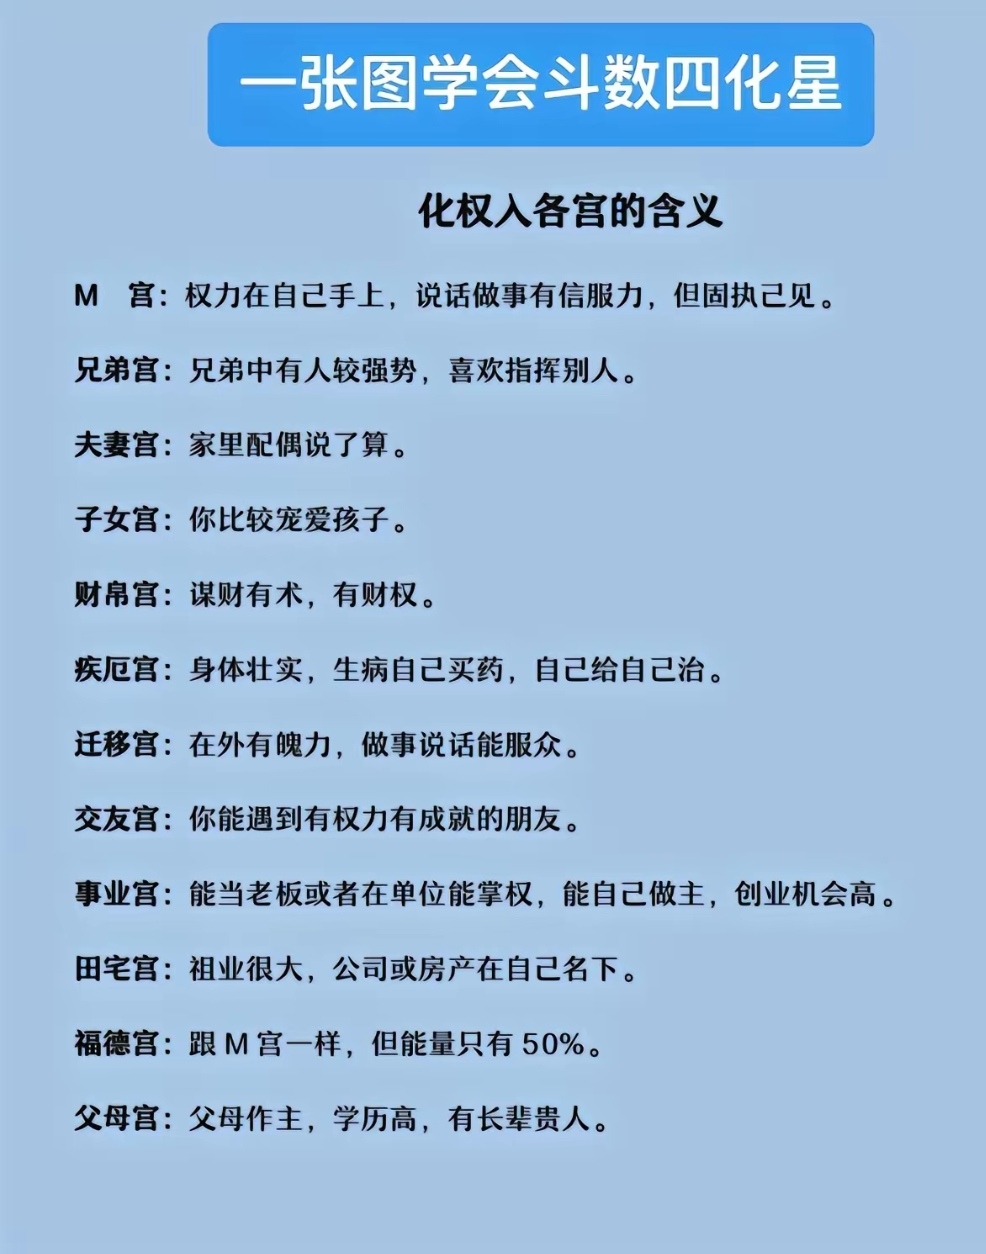 一张图学会斗数四化星
化权入各宫的含义
M 宫：权力在自己手上，说话做事有信服力，但固执己见。
兄弟宫：兄弟中有人较强势，喜欢指挥别人。
夫妻宫：家里配偶说了算。
子女宫：你比较宠爱孩子。
财帛宫：谋财有术，有财权。
疾厄宫：身体壮实，生病自己买药，自己给自己治。
迁移宫：在外有魄力，做事说话能服众。
交友宫：你能遇到有权力有成就的朋友。
事业宫：能当老板或者在单位能掌权，能自己做主，创业机会高。
田宅宫：祖业很大，公司或房产在自己名下。
福德宫：跟 M 宫一样，但能量只有 50%。
父母宫：父母作主，学历高，有长辈贵人。